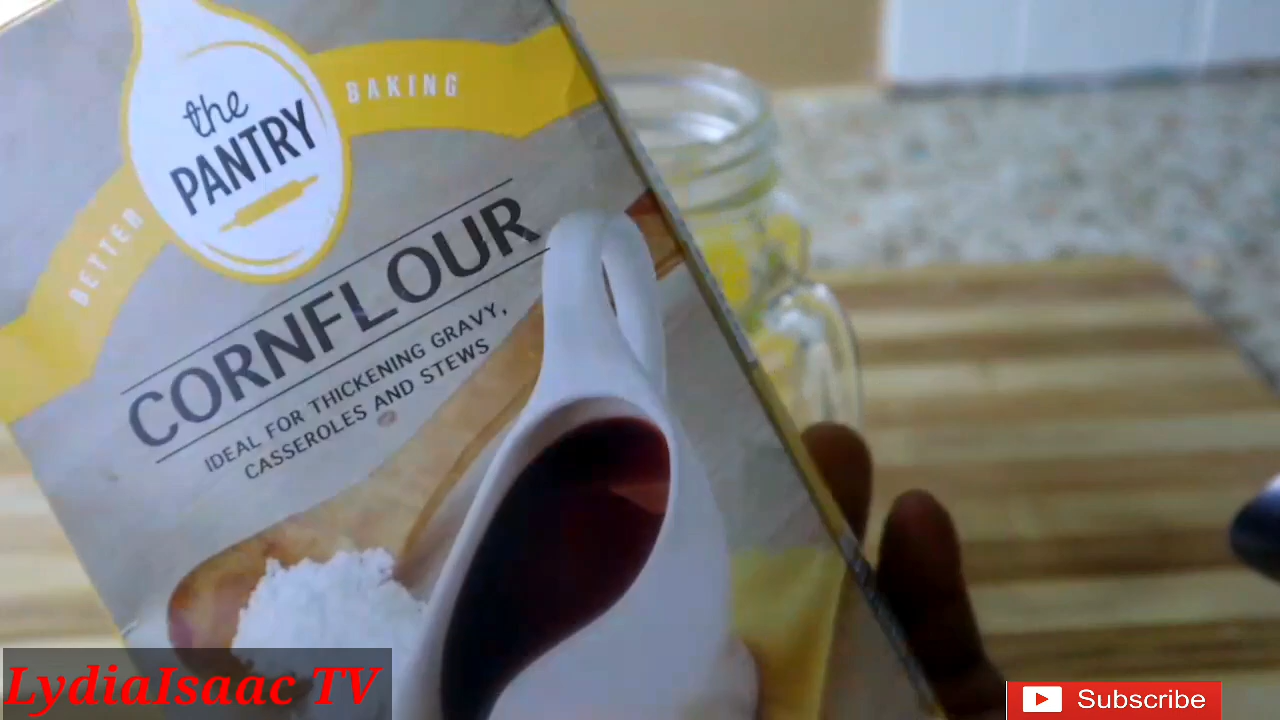 BETTER
the
PANTRY
BAKING
CORNFLOUR
IDEAL FOR THICKENING GRAVY,
CASSEROLES AND STEWS
LydiaIsaac TV
Subscribe